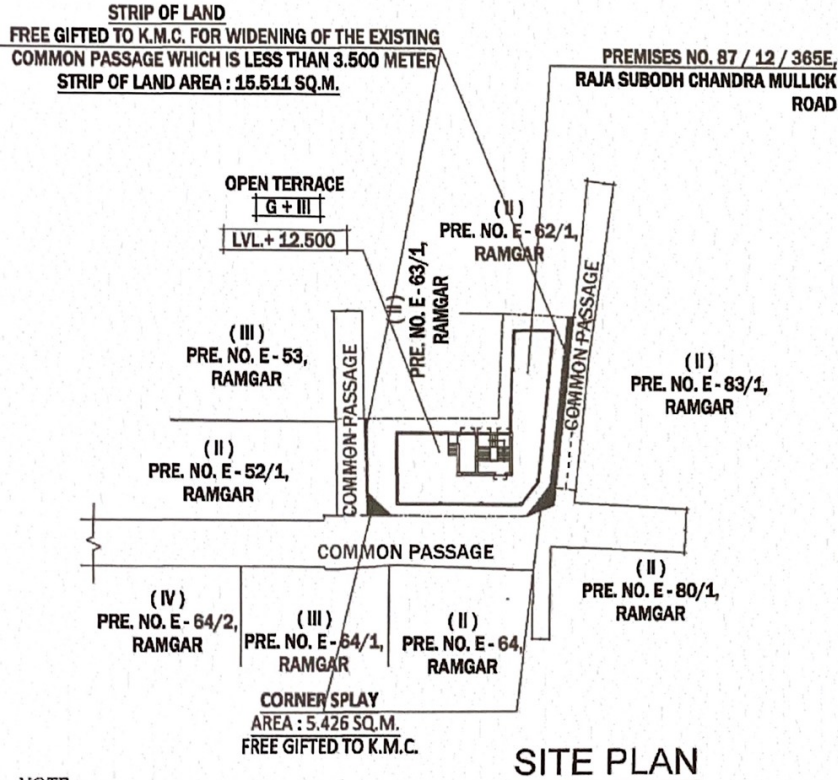 STRIP OF LAND
FREE GIFTED TO K.M.C. FOR WIDENING OF THE EXISTING
COMMON PASSAGE WHICH IS LESS THAN 3.500 METER
STRIP OF LAND AREA : 15.511 SQ.M.
PREMISES NO. 87 / 12 / 365E,
RAJA SUBODH CHANDRA MULLICK
ROAD
OPEN TERRACE
G + III
LVL.+ 12.500
( II )
PRE. NO. E - 62/1,
RAMGAR
( II )
PRE. NO. E - 63/1,
RAMGAR
COMMON PASSAGE
( III )
PRE. NO. E - 53,
RAMGAR
COMMON PASSAGE
( II )
PRE. NO. E - 83/1,
RAMGAR
( II )
PRE. NO. E - 52/1,
RAMGAR
COMMON PASSAGE
( IV )
PRE. NO. E - 64/2,
RAMGAR
( III )
PRE. NO. E - 64/1,
RAMGAR
( II )
PRE. NO. E - 64,
RAMGAR
( II )
PRE. NO. E - 80/1,
RAMGAR
CORNER SPLAY
AREA : 5.426 SQ.M.
FREE GIFTED TO K.M.C.
SITE PLAN